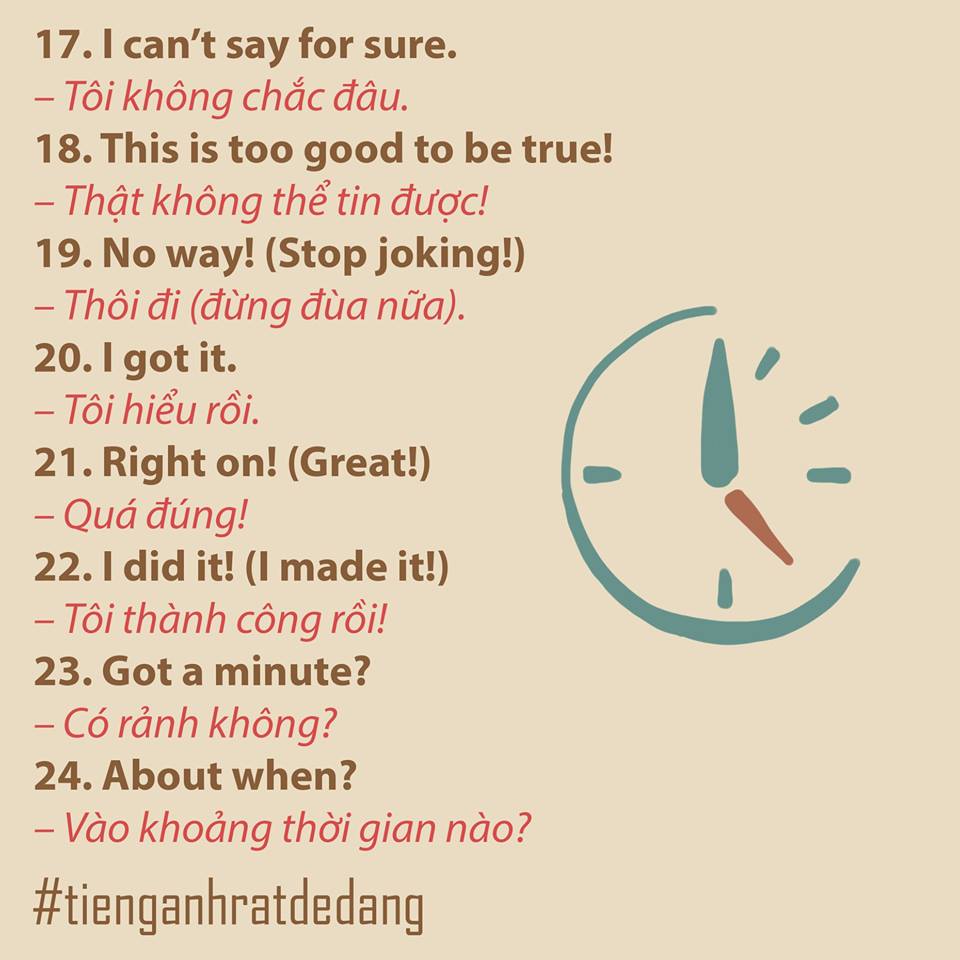 17. I can’t say for sure.
– Tôi không chắc đâu.
18. This is too good to be true!
– Thật không thể tin được!
19. No way! (Stop joking!)
– Thôi đi (đừng đùa nữa).
20. I got it.
– Tôi hiểu rồi.
21. Right on! (Great!)
– Quá đúng!
22. I did it! (I made it!)
– Tôi thành công rồi!
23. Got a minute?
– Có rảnh không?
24. About when?
– Vào khoảng thời gian nào?
#tienganhratdedang